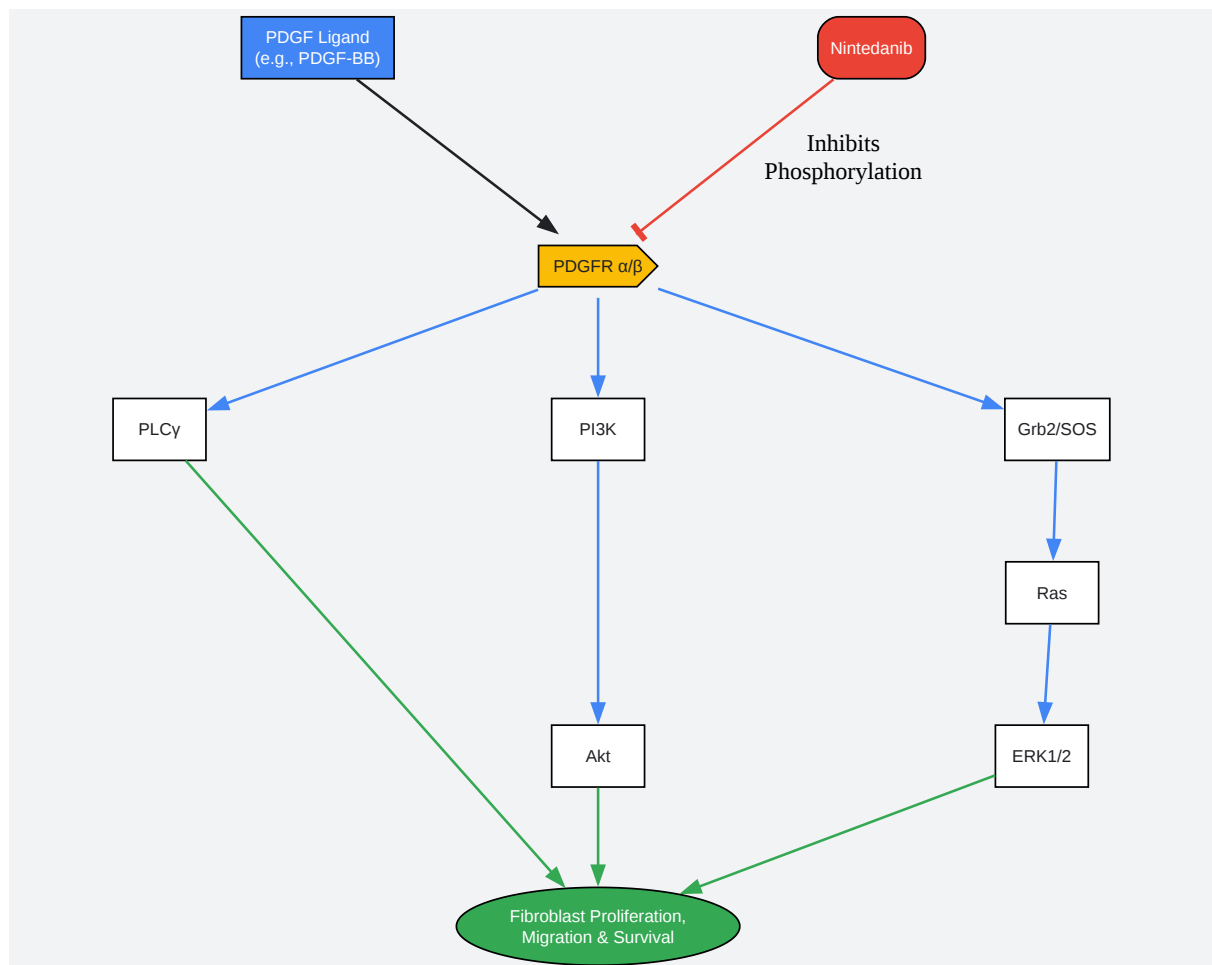 PDGF Ligand
(e.g., PDGF-BB)
Nintedanib
Inhibits
Phosphorylation
PDGFR α/β
PLCγ
PI3K
Grb2/SOS
Ras
Akt
ERK1/2
Fibroblast Proliferation,
Migration & Survival